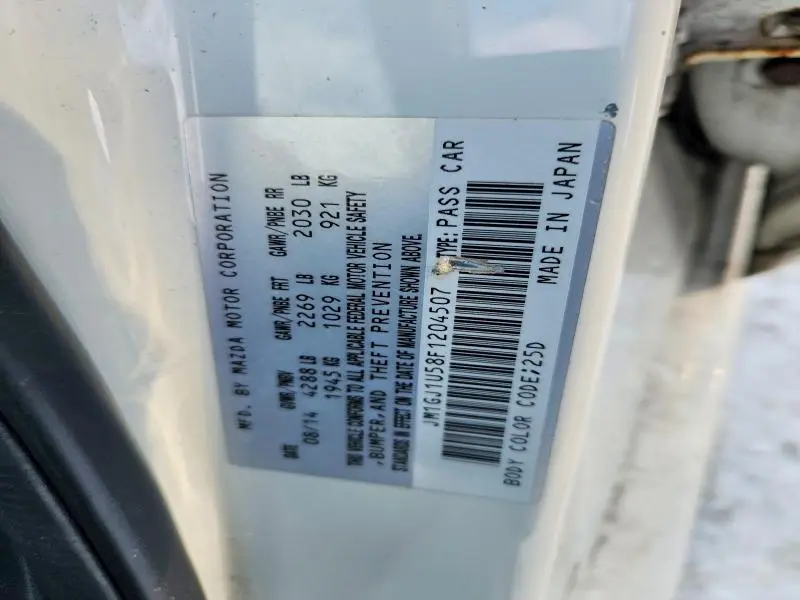 MFD. BY MAZDA MOTOR CORPORATION
DATE GVWR/PNBV GAWR/PNBE FRT GAWR/PNBE RR
08/14 4288 LB 2269 LB 2030 LB
1945 KG 1029 KG 921 KG
THIS VEHICLE CONFORMS TO ALL APPLICABLE FEDERAL MOTOR VEHICLE SAFETY
,BUMPER,AND THEFT PREVENTION
STANDARDS IN EFFECT ON THE DATE OF MANUFACTURE SHOWN ABOVE.
JM1GJ1U58F1204507 TYPE:PASS CAR
BODY COLOR CODE;25D MADE IN JAPAN